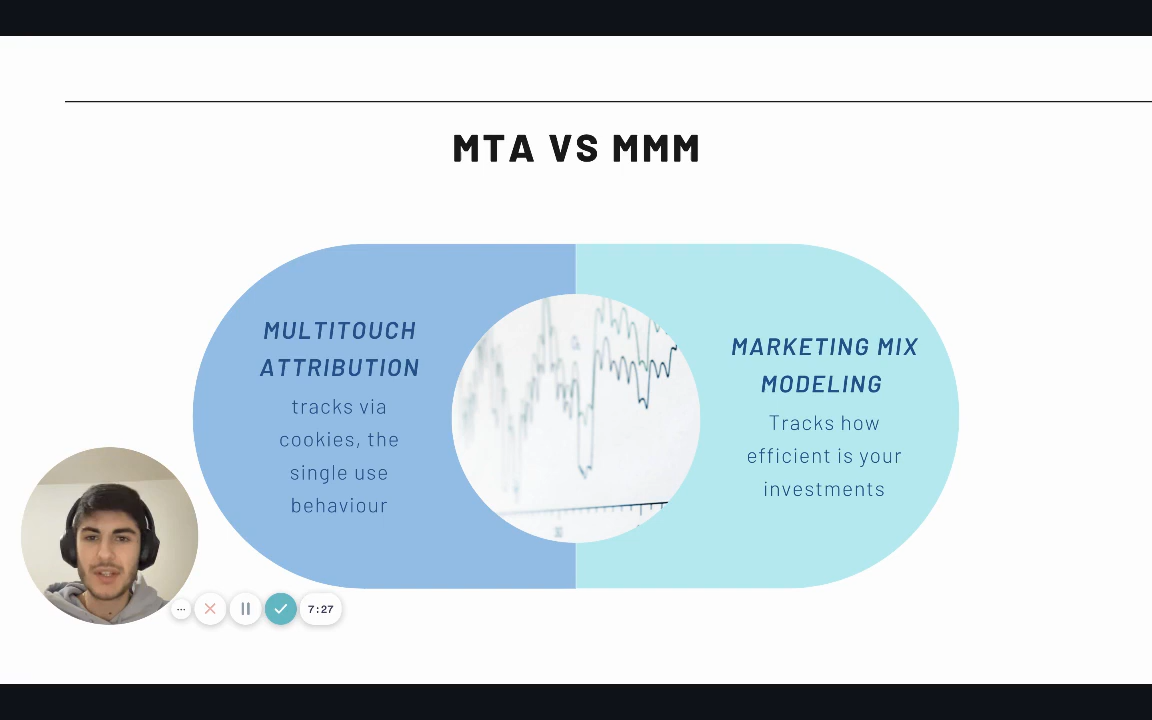 MTA VS MMM
MULTITOUCH
ATTRIBUTION
tracks via
cookies, the
single use
behaviour
MARKETING MIX
MODELING
Tracks how
efficient is your
investments
7:27